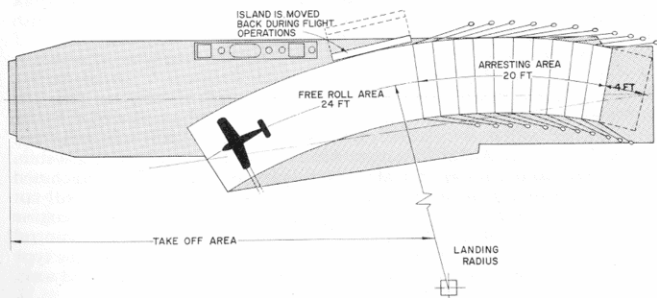 ISLAND IS MOVED
BACK DURING FLIGHT
OPERATIONS
ARRESTING AREA
20 FT
4 FT
FREE ROLL AREA
24 FT
TAKE OFF AREA
LANDING
RADIUS